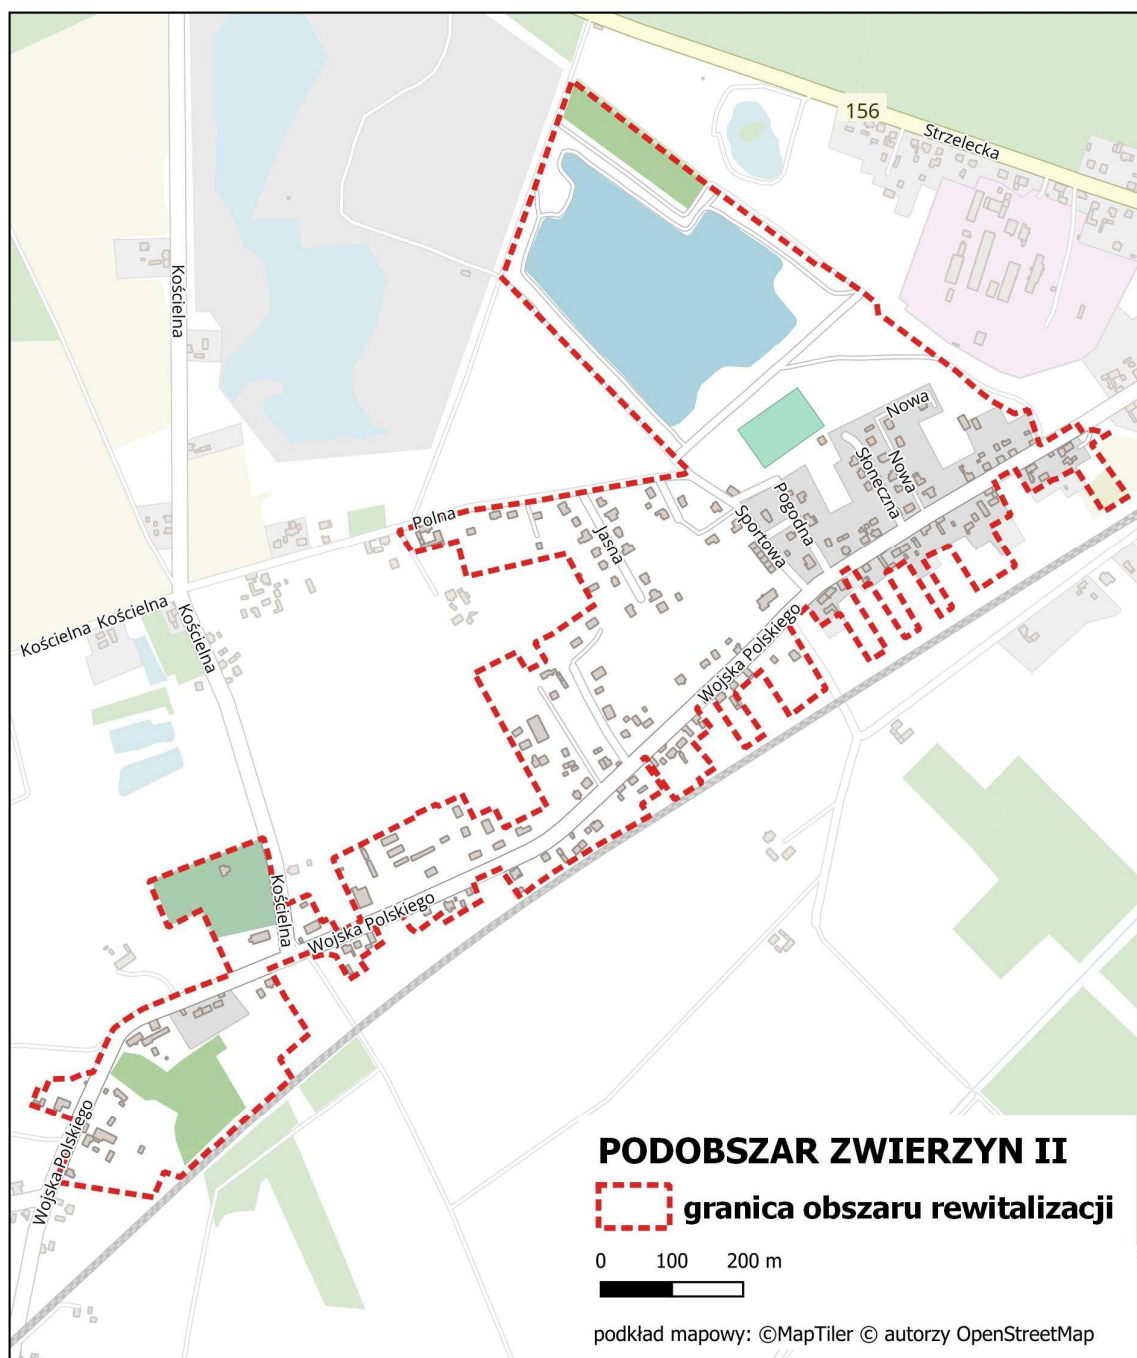 156
Strzelecka
Kościelna
Nowa
Nowa
Słoneczna
Pogodna
Sportowa
Polna
Jasna
Kościelna
Kościelna
Kościelna
Wojska Polskiego
Kościelna
Wojska Polskiego
Wojska Polskiego
PODOBSZAR ZWIERZYN II
granica obszaru rewitalizacji
0 100 200 m
podkład mapowy: ©MapTiler © autorzy OpenStreetMap